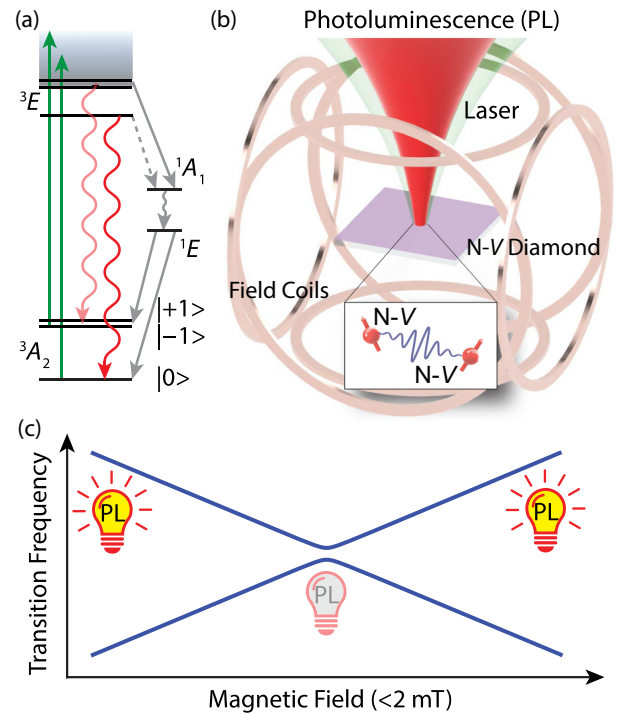 (a)
³E
¹A₁
¹E
|+1>
|−1>
³A₂
|0>
(b)
Photoluminescence (PL)
Laser
N-V Diamond
Field Coils
N-V
N-V
(c)
Transition Frequency
PL
PL
PL
Magnetic Field (<2 mT)